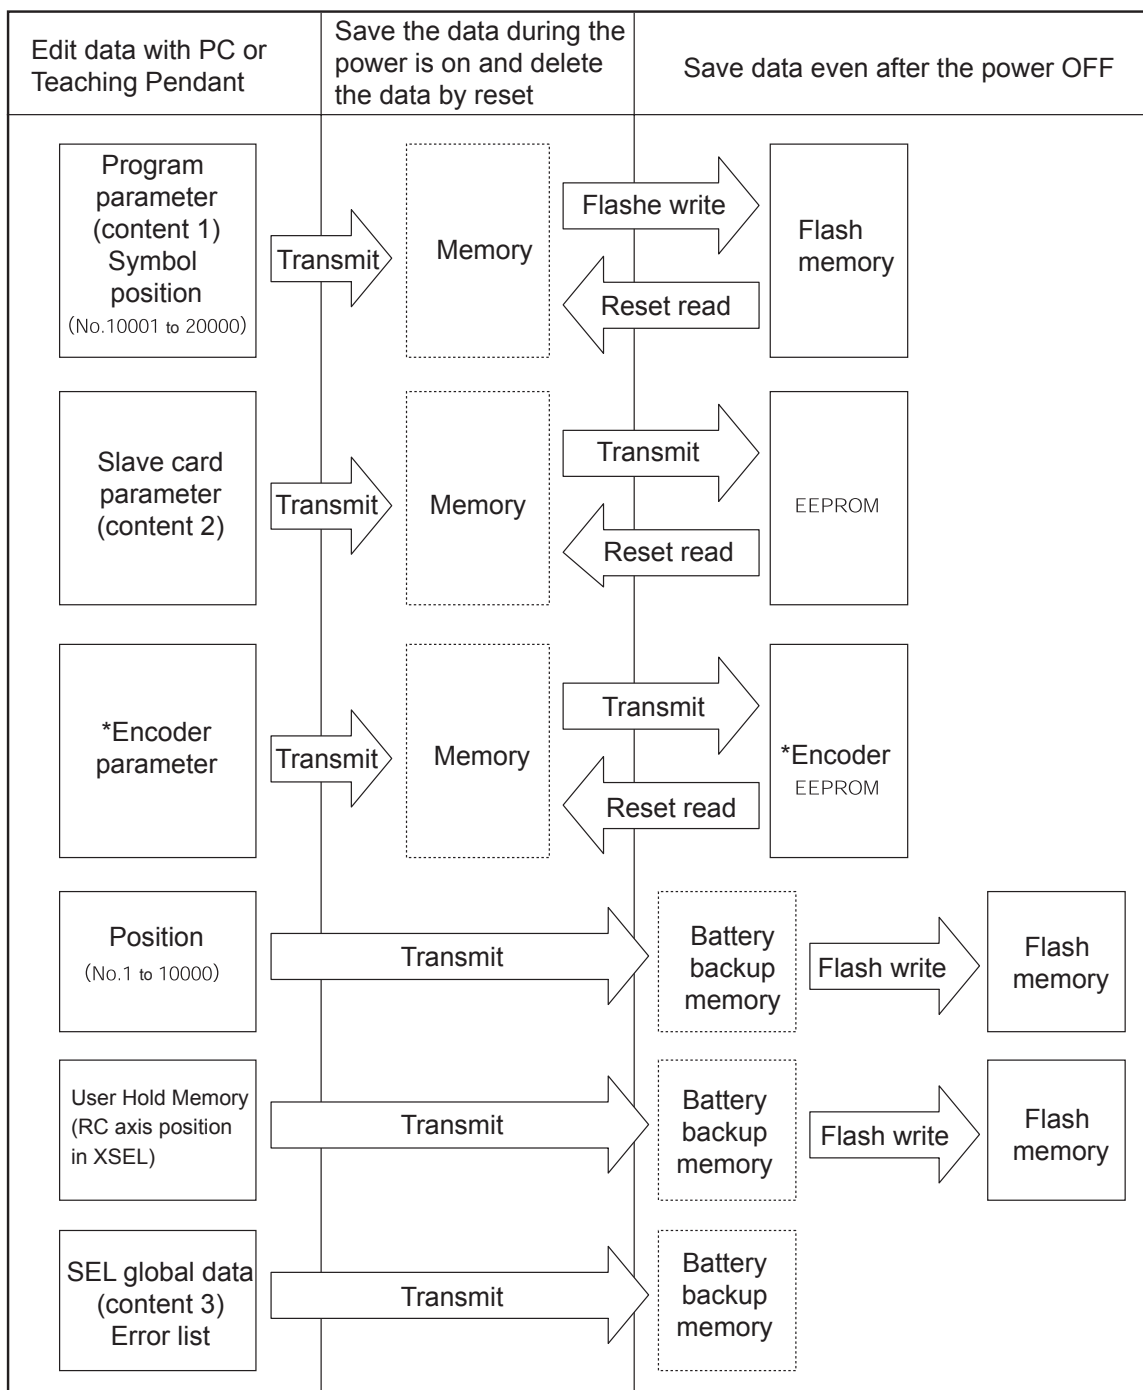 Edit data with PC or
Teaching Pendant
Save the data during the
power is on and delete
the data by reset
Save data even after the power OFF
Program
parameter
(content 1)
Symbol
position
(No.10001 to 20000)
Transmit
Memory
Flashe write
Reset read
Flash
memory
Slave card
parameter
(content 2)
Transmit
Memory
Transmit
Reset read
EEPROM
*Encoder
parameter
Transmit
Memory
Transmit
Reset read
*Encoder
EEPROM
Position
(No.1 to 10000)
Transmit
Battery
backup
memory
Flash write
Flash
memory
User Hold Memory
(RC axis position
in XSEL)
Transmit
Battery
backup
memory
Flash write
Flash
memory
SEL global data
(content 3)
Error list
Transmit
Battery
backup
memory